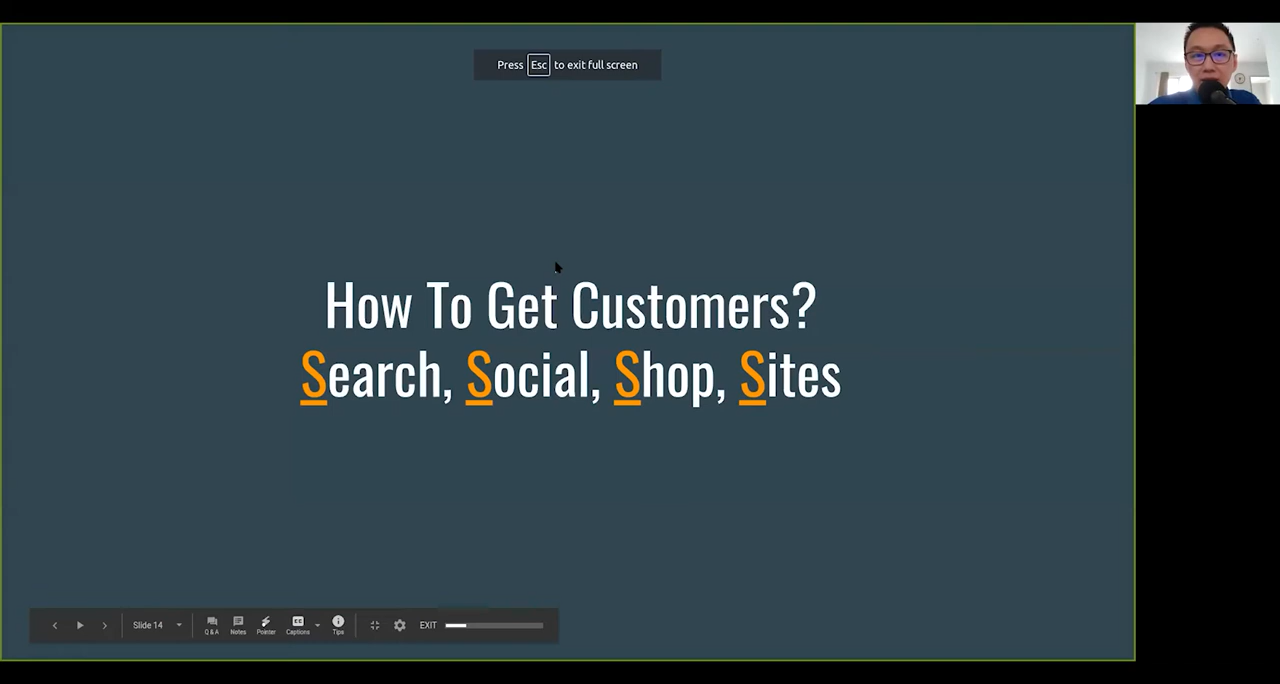 Press Esc to exit full screen
How To Get Customers?
Search, Social, Shop, Sites
Slide 14
Q & A
Notes
Pointer
CC
Captions
Tips
EXIT